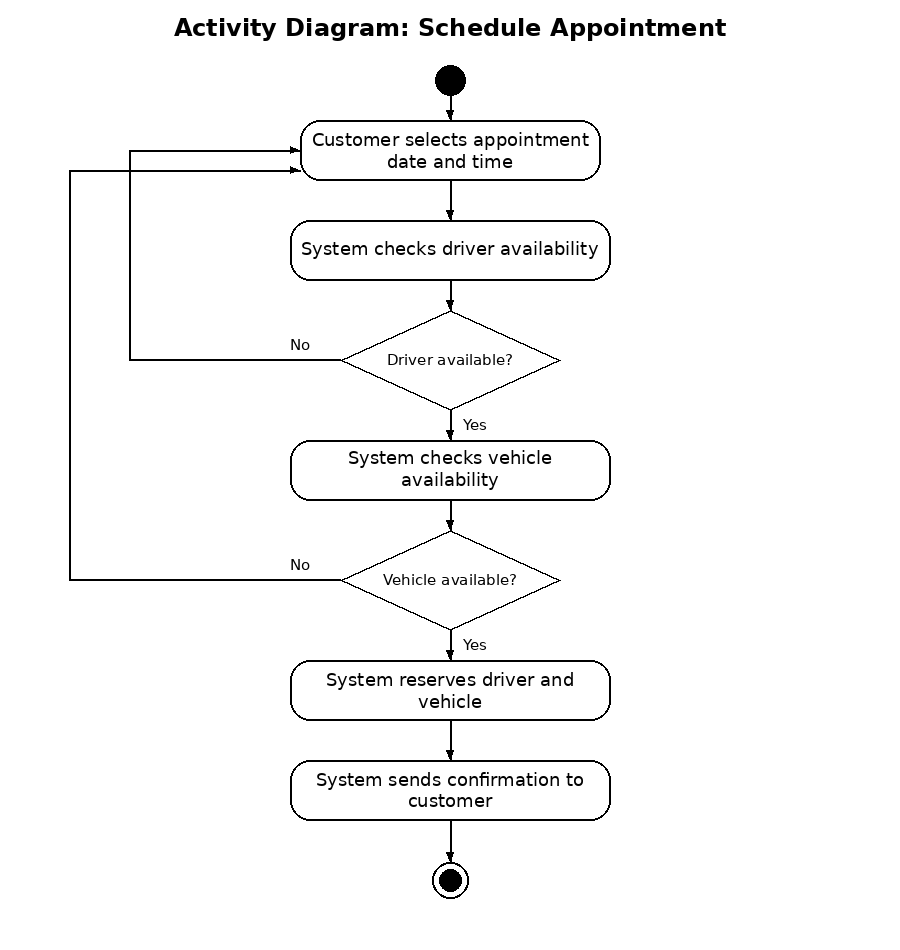 Activity Diagram: Schedule Appointment
Customer selects appointment
date and time
System checks driver availability
No
Driver available?
Yes
System checks vehicle
availability
No
Vehicle available?
Yes
System reserves driver and
vehicle
System sends confirmation to
customer